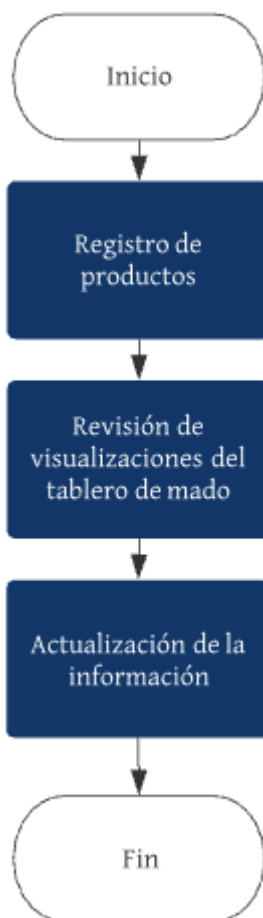 Inicio
Registro de
productos
Revisión de
visualizaciones del
tablero de mado
Actualización de la
información
Fin